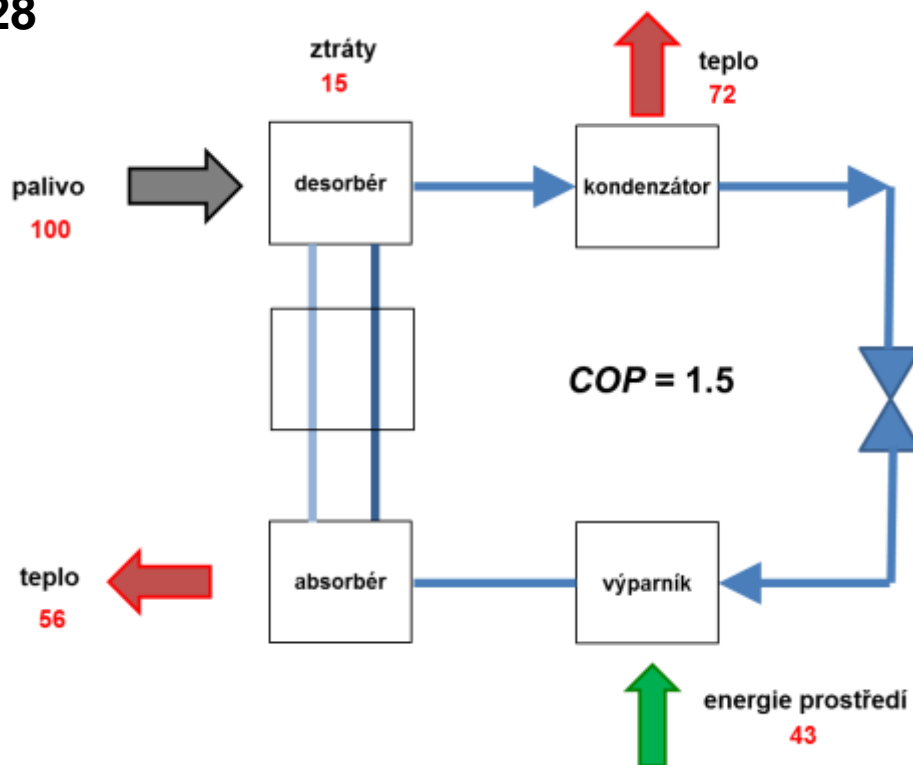 28
ztráty
15
teplo
72
palivo
100
desorbér
kondenzátor
COP = 1.5
teplo
56
absorbér
výparník
energie prostředí
43